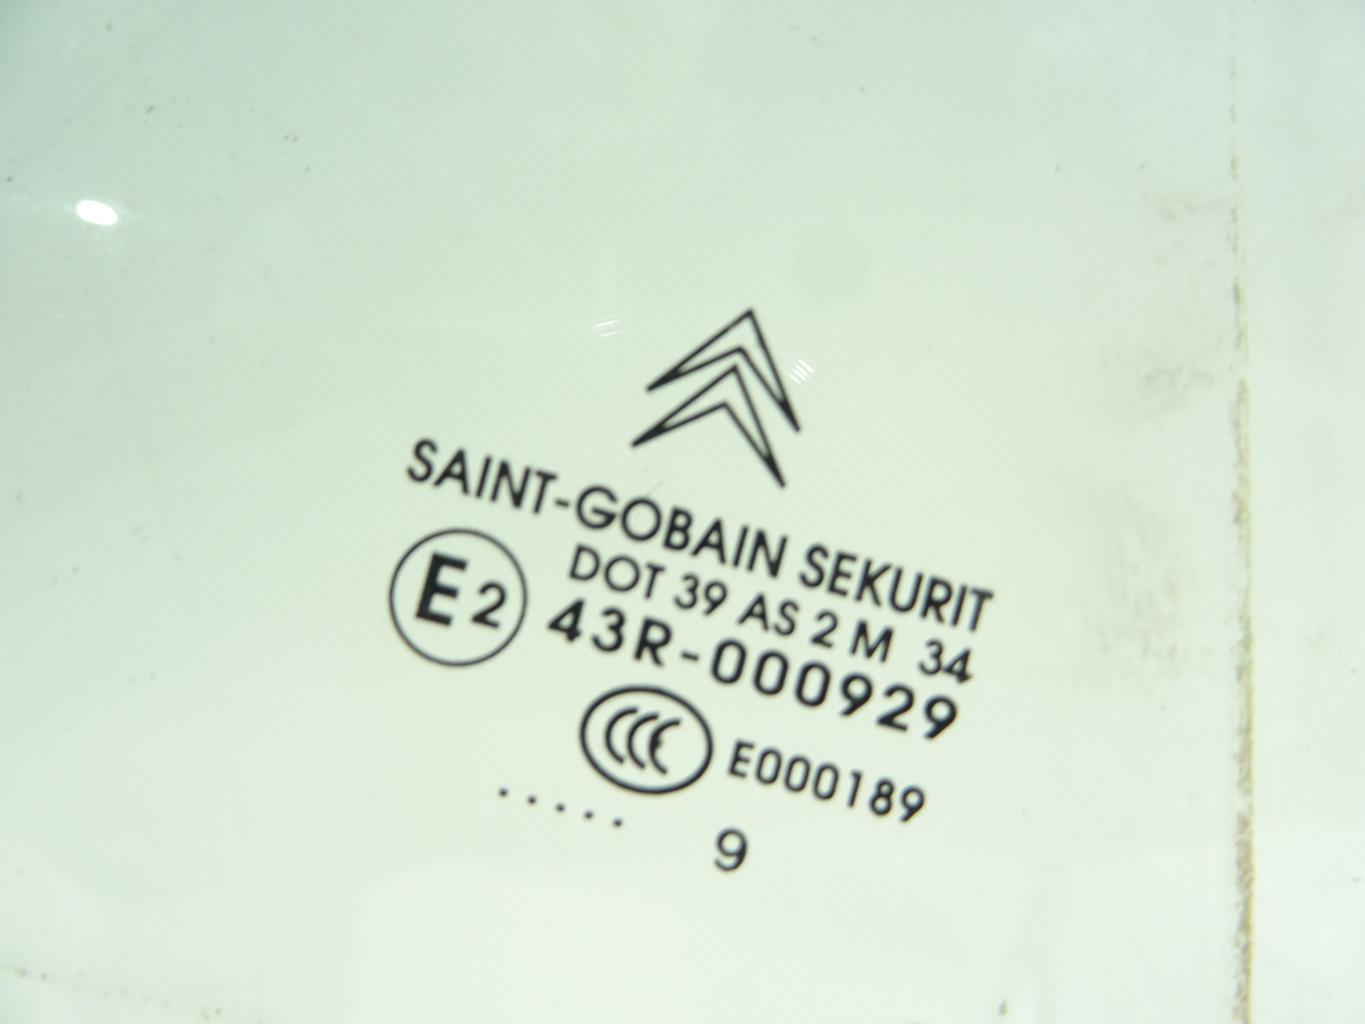 SAINT-GOBAIN SEKURIT
DOT 39 AS 2 M 34
E2 43R-000929
CCC E000189
..... 9